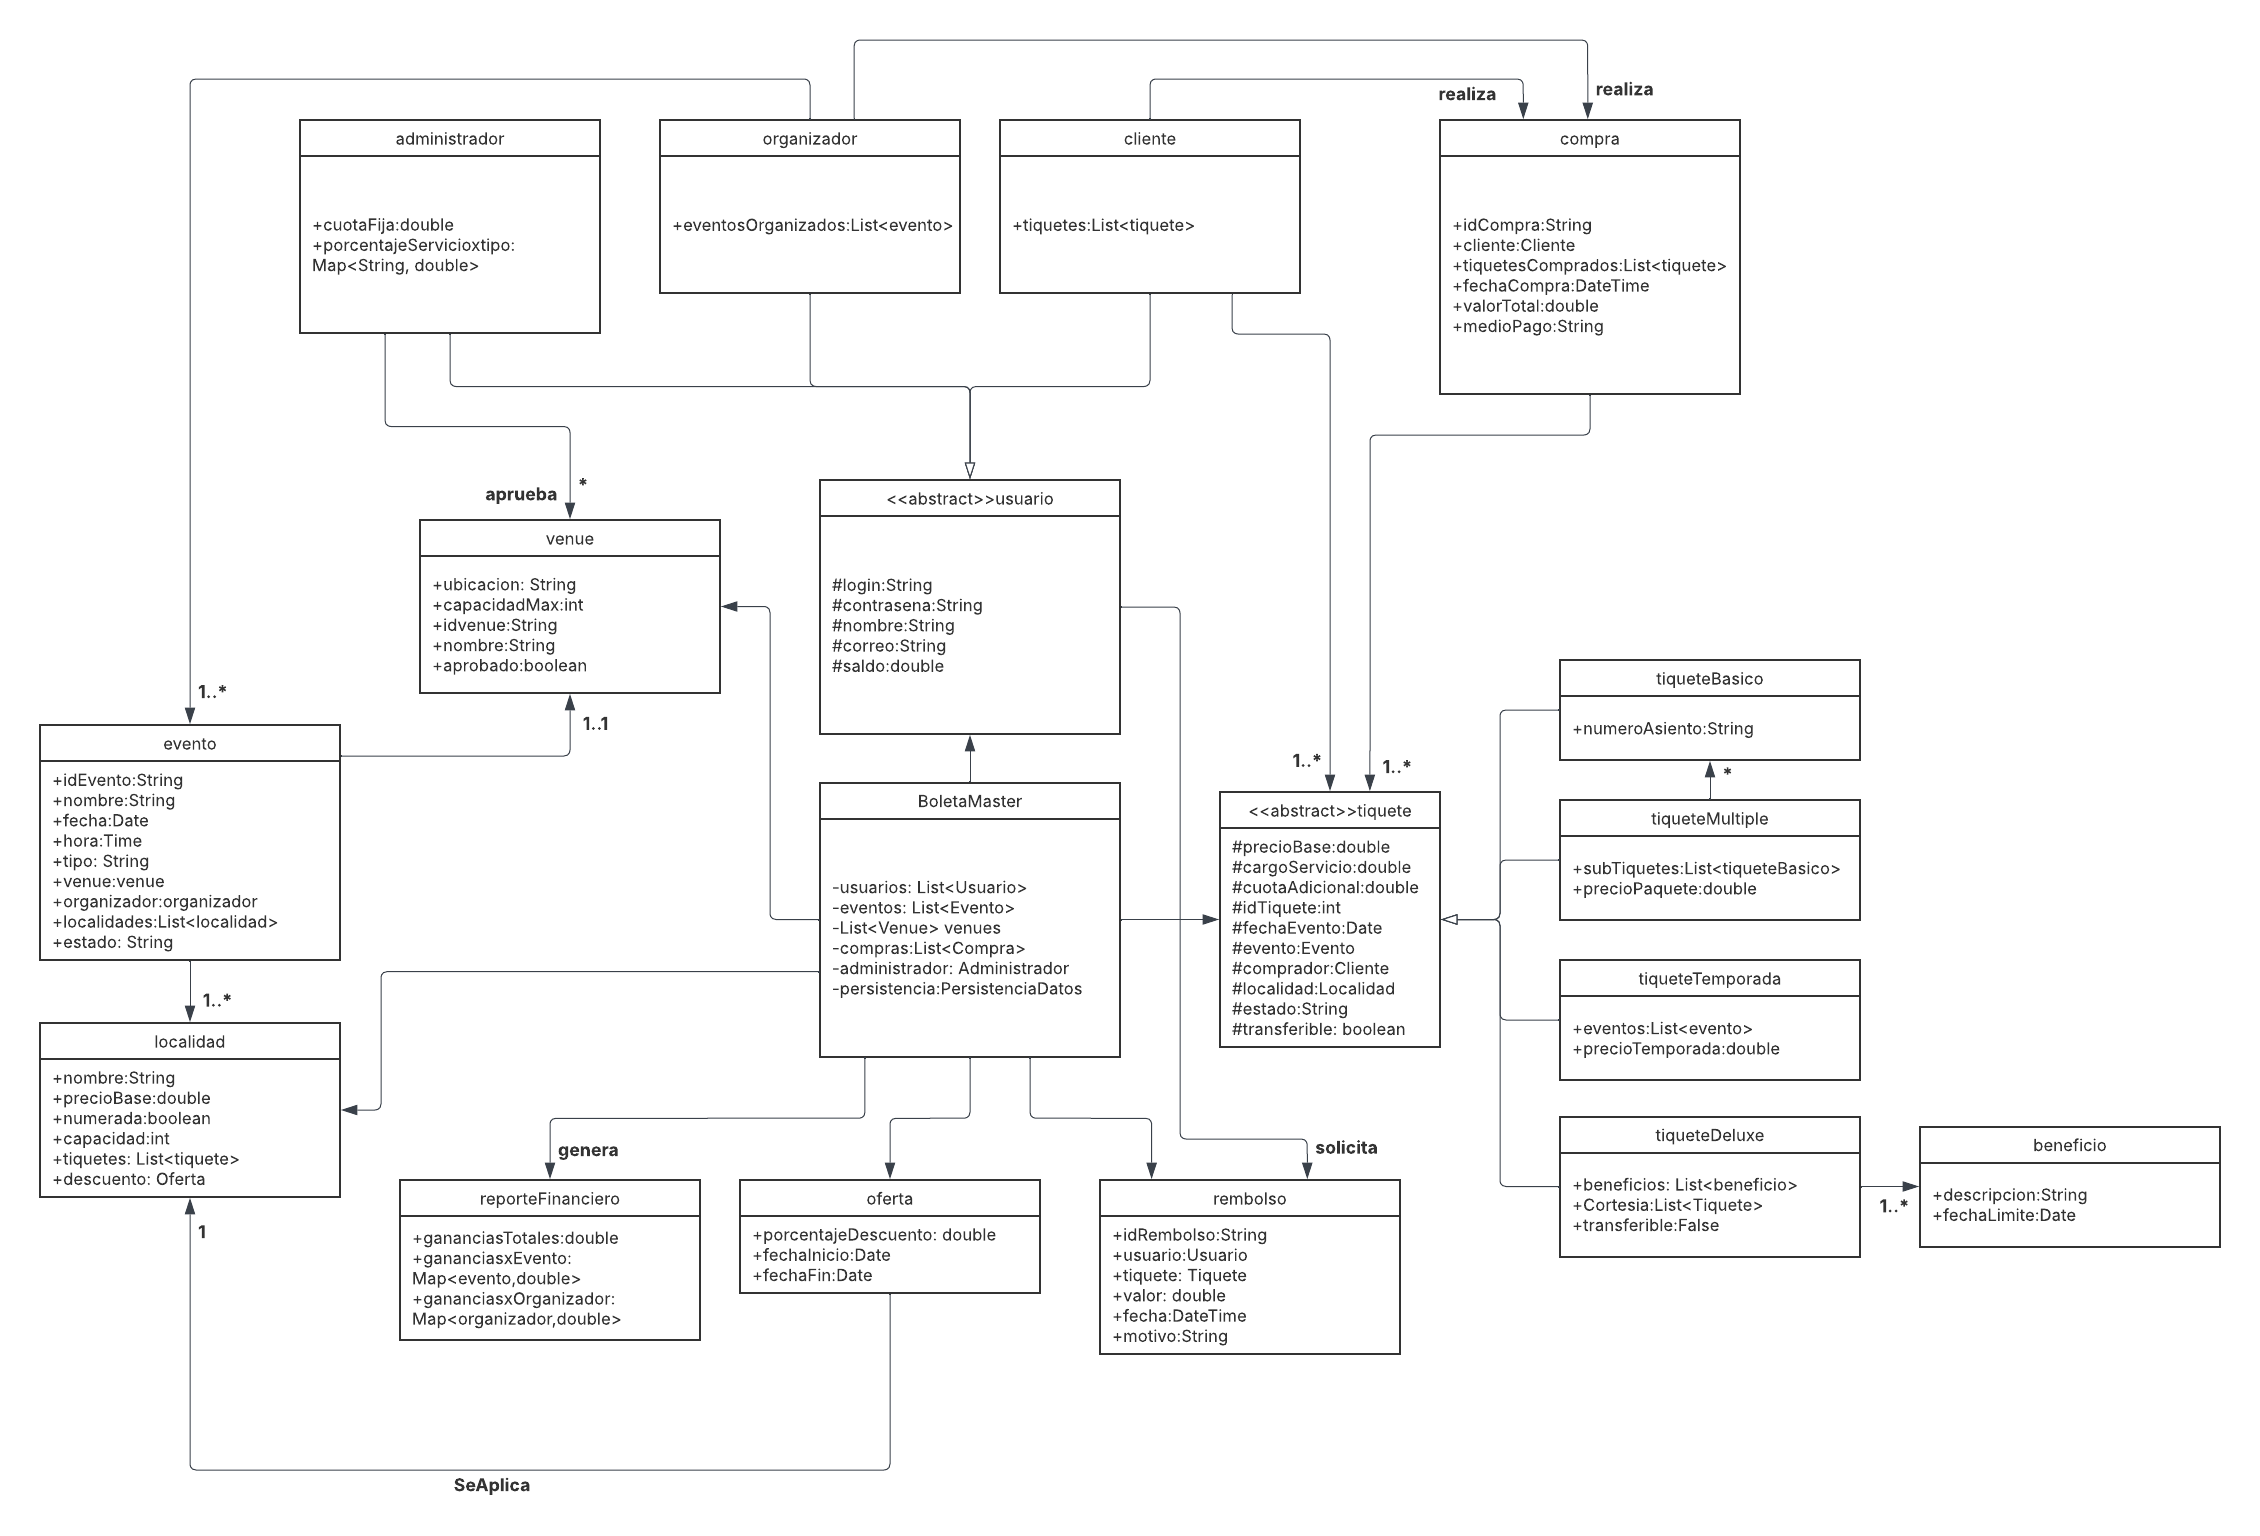 realiza
realiza
administrador
+cuotaFija:double
+porcentajeServicioxtipo:
Map<String, double>
organizador
+eventosOrganizados:List<evento>
cliente
+tiquetes:List<tiquete>
compra
+idCompra:String
+cliente:Cliente
+tiquetesComprados:List<tiquete>
+fechaCompra:DateTime
+valorTotal:double
+medioPago:String
aprueba
*
venue
+ubicacion: String
+capacidadMax:int
+idvenue:String
+nombre:String
+aprobado:boolean
<<abstract>>usuario
#login:String
#contrasena:String
#nombre:String
#correo:String
#saldo:double
1..*
1..1
evento
+idEvento:String
+nombre:String
+fecha:Date
+hora:Time
+tipo: String
+venue:venue
+organizador:organizador
+localidades:List<localidad>
+estado: String
BoletaMaster
-usuarios: List<Usuario>
-eventos: List<Evento>
-List<Venue> venues
-compras:List<Compra>
-administrador: Administrador
-persistencia:PersistenciaDatos
1..*
1..*
<<abstract>>tiquete
#precioBase:double
#cargoServicio:double
#cuotaAdicional:double
#idTiquete:int
#fechaEvento:Date
#evento:Evento
#comprador:Cliente
#localidad:Localidad
#estado:String
#transferible: boolean
tiqueteBasico
+numeroAsiento:String
*
tiqueteMultiple
+subTiquetes:List<tiqueteBasico>
+precioPaquete:double
tiqueteTemporada
+eventos:List<evento>
+precioTemporada:double
tiqueteDeluxe
+beneficios: List<beneficio>
+Cortesia:List<Tiquete>
+transferible:False
1..*
beneficio
+descripcion:String
+fechaLimite:Date
1..*
localidad
+nombre:String
+precioBase:double
+numerada:boolean
+capacidad:int
+tiquetes: List<tiquete>
+descuento: Oferta
1
genera
reporteFinanciero
+gananciasTotales:double
+gananciasxEvento:
Map<evento,double>
+gananciasxOrganizador:
Map<organizador,double>
oferta
+porcentajeDescuento: double
+fechaInicio:Date
+fechaFin:Date
solicita
rembolso
+idRembolso:String
+usuario:Usuario
+tiquete: Tiquete
+valor: double
+fecha:DateTime
+motivo:String
SeAplica